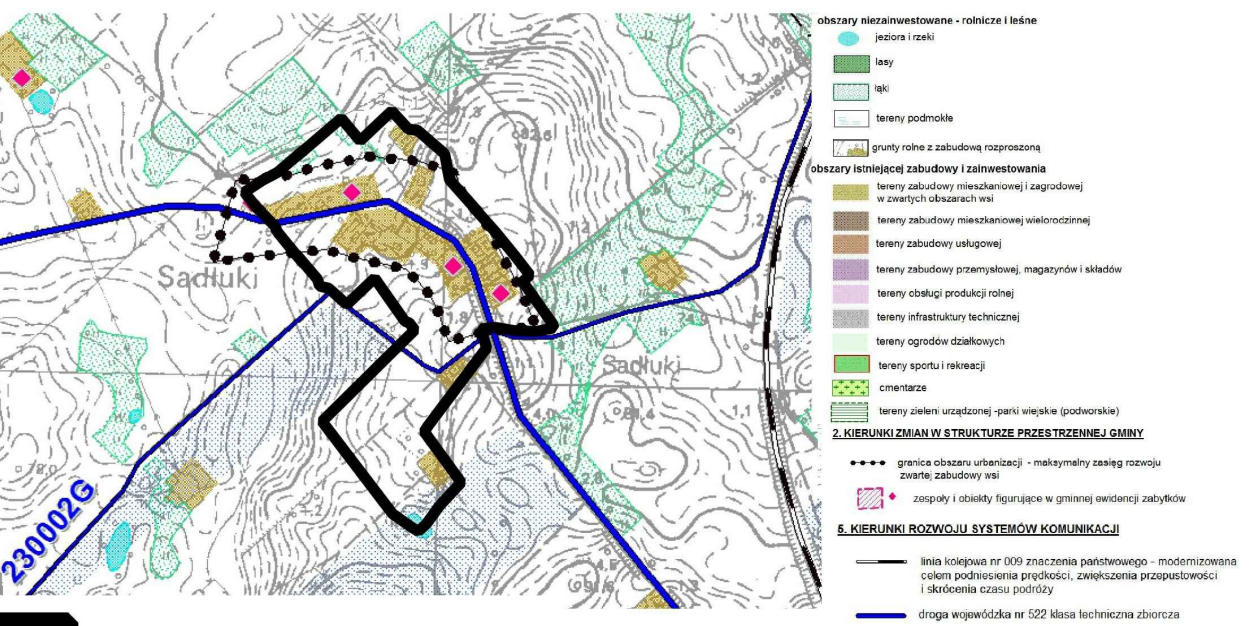 Sadłuki
Sadłuki
230002G
78,0
obszary niezainwestowane - rolnicze i leśne
jeziora i rzeki
lasy
łąki
tereny podmokłe
grunty rolne z zabudową rozproszoną
obszary istniejącej zabudowy i zainwestowania
tereny zabudowy mieszkaniowej i zagrodowej
w zwartych obszarach wsi
tereny zabudowy mieszkaniowej wielorodzinnej
tereny zabudowy usługowej
tereny zabudowy przemysłowej, magazynów i składów
tereny obsługi produkcji rolnej
tereny infrastruktury technicznej
tereny ogrodów działkowych
tereny sportu i rekreacji
cmentarze
tereny zieleni urządzonej -parki wiejskie (podworskie)
2. KIERUNKI ZMIAN W STRUKTURZE PRZESTRZENNEJ GMINY
granica obszaru urbanizacji - maksymalny zasięg rozwoju
zwartej zabudowy wsi
zespoły i obiekty figurujące w gminnej ewidencji zabytków
5. KIERUNKI ROZWOJU SYSTEMÓW KOMUNIKACJI
linia kolejowa nr 009 znaczenia państwowego - modernizowana
celem podniesienia prędkości, zwiększenia przepustowości
i skrócenia czasu podróży
droga wojewódzka nr 522 klasa techniczna zbiorcza